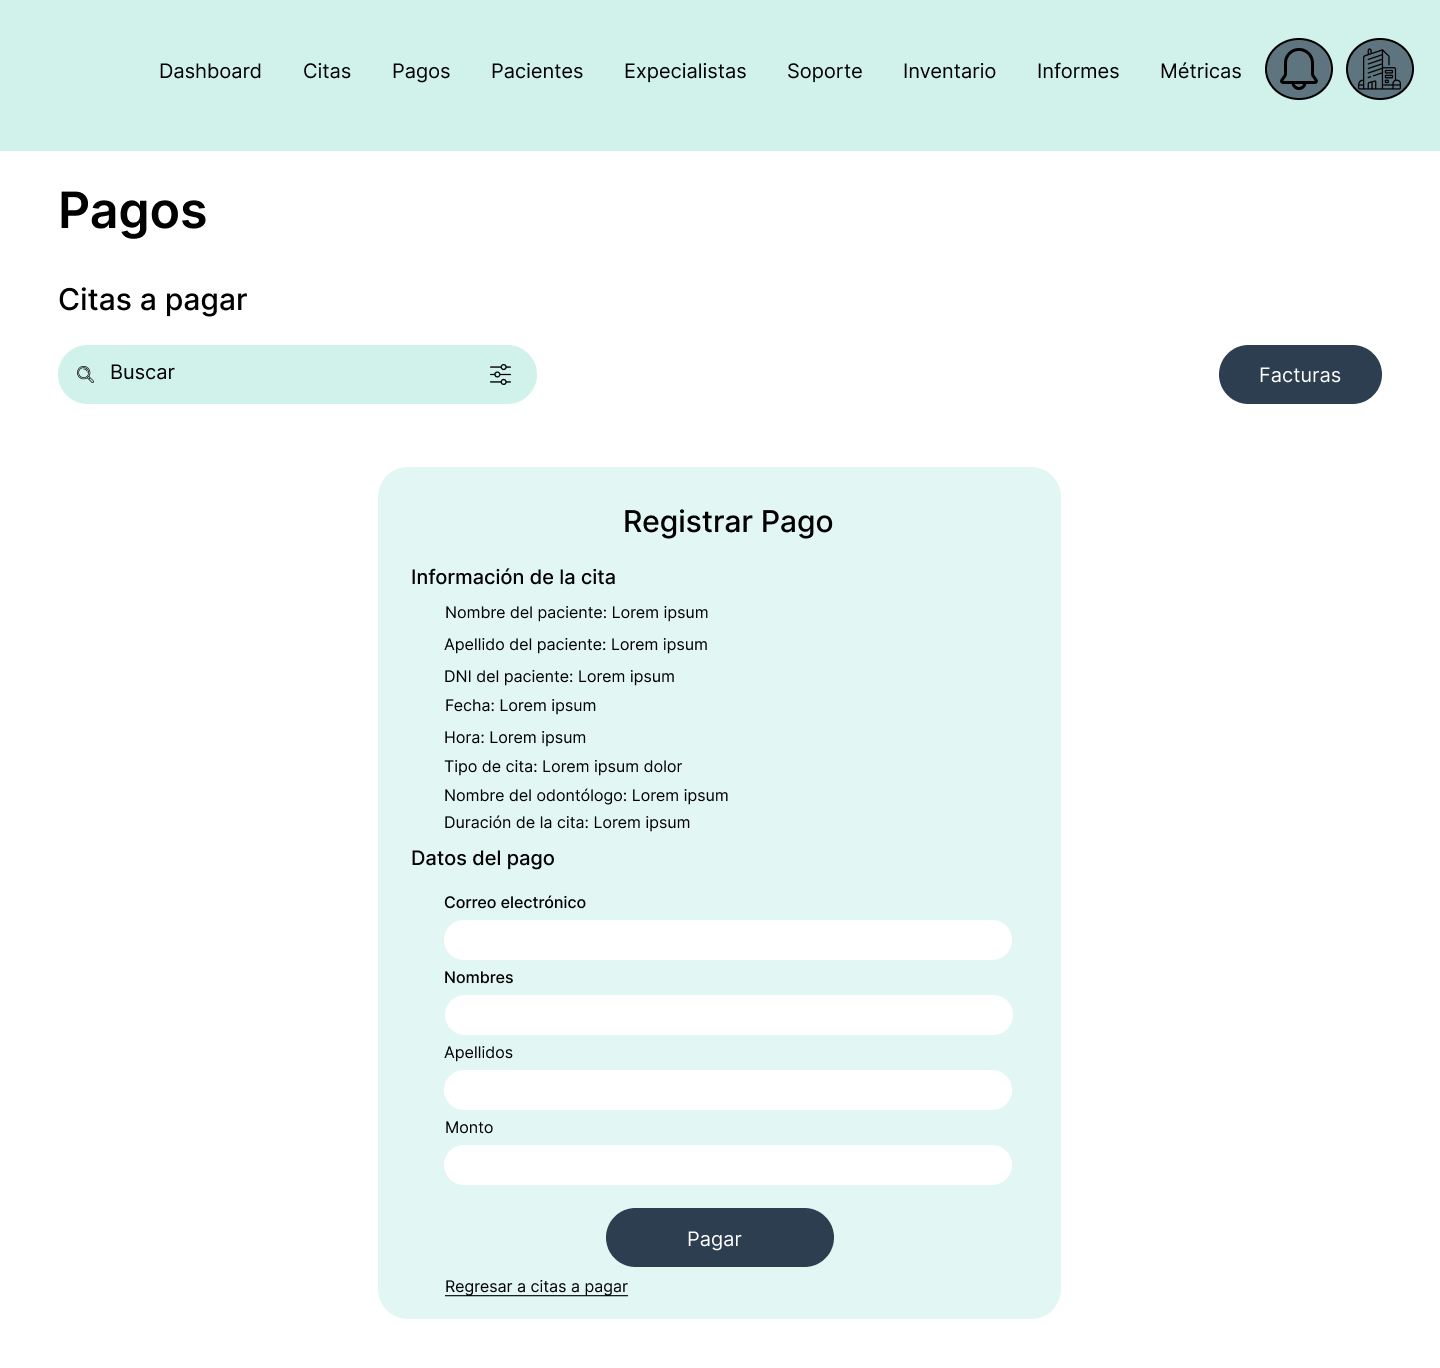 Dashboard Citas Pagos Pacientes Expecialistas Soporte Inventario Informes Métricas
Pagos
Citas a pagar
Buscar
Facturas
Registrar Pago
Información de la cita
Nombre del paciente: Lorem ipsum
Apellido del paciente: Lorem ipsum
DNI del paciente: Lorem ipsum
Fecha: Lorem ipsum
Hora: Lorem ipsum
Tipo de cita: Lorem ipsum dolor
Nombre del odontólogo: Lorem ipsum
Duración de la cita: Lorem ipsum
Datos del pago
Correo electrónico
Nombres
Apellidos
Monto
Pagar
Regresar a citas a pagar